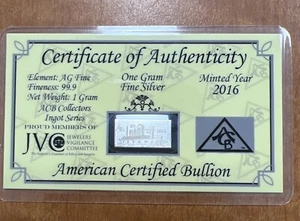 Certificate of Authenticity
Element: AG Fine
Fineness: 99.9
Net Weight: 1 Gram
ACB Collectors
Ingot Series
PROUD MEMBERS OF
JVC
JEWELERS
VIGILANCE
COMMITTEE
One Gram
Fine Silver
Minted Year
2016
ACB
American Certified Bullion